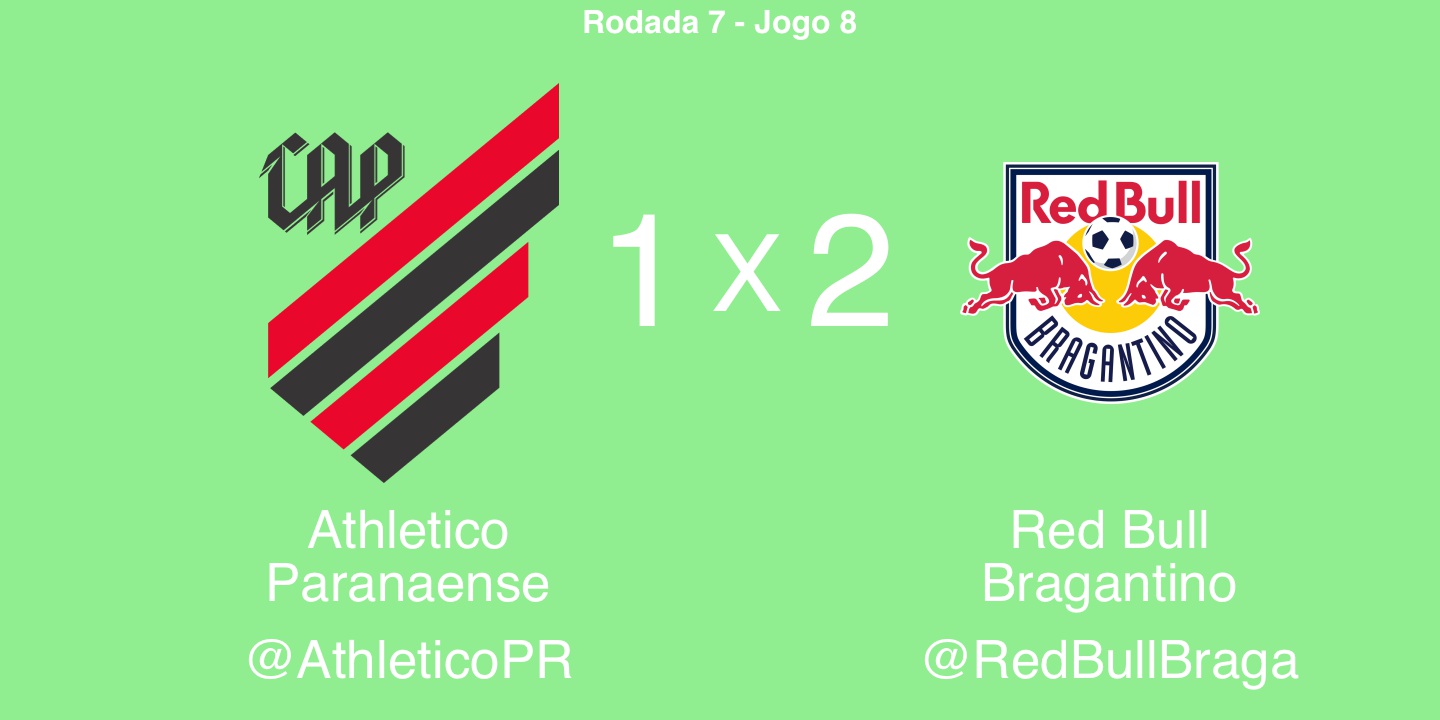 Rodada 7 - Jogo 8
CAP
1 x 2
Red Bull
BRAGANTINO
Athletico
Paranaense
@AthleticoPR
Red Bull
Bragantino
@RedBullBraga